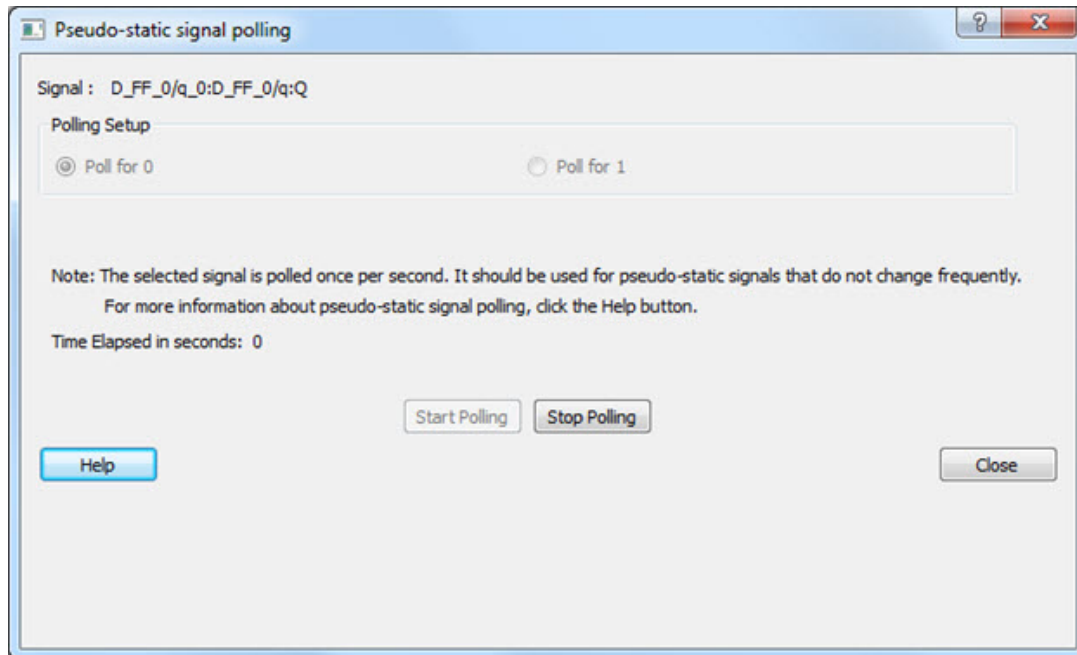 Pseudo-static signal polling
Signal : D_FF_0/q_0:D_FF_0/q:Q
Polling Setup
Poll for 0 Poll for 1
Note: The selected signal is polled once per second. It should be used for pseudo-static signals that do not change frequently.
For more information about pseudo-static signal polling, click the Help button.
Time Elapsed in seconds: 0
Start Polling Stop Polling
Help Close